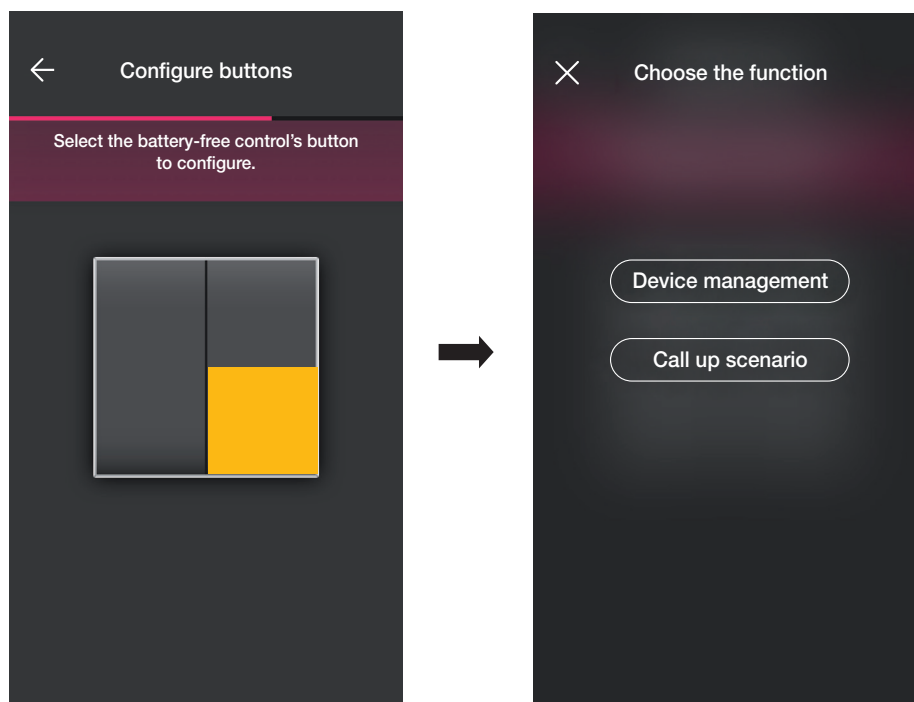 Configure buttons
Select the battery-free control's button
to configure.
Choose the function
Device management
Call up scenario